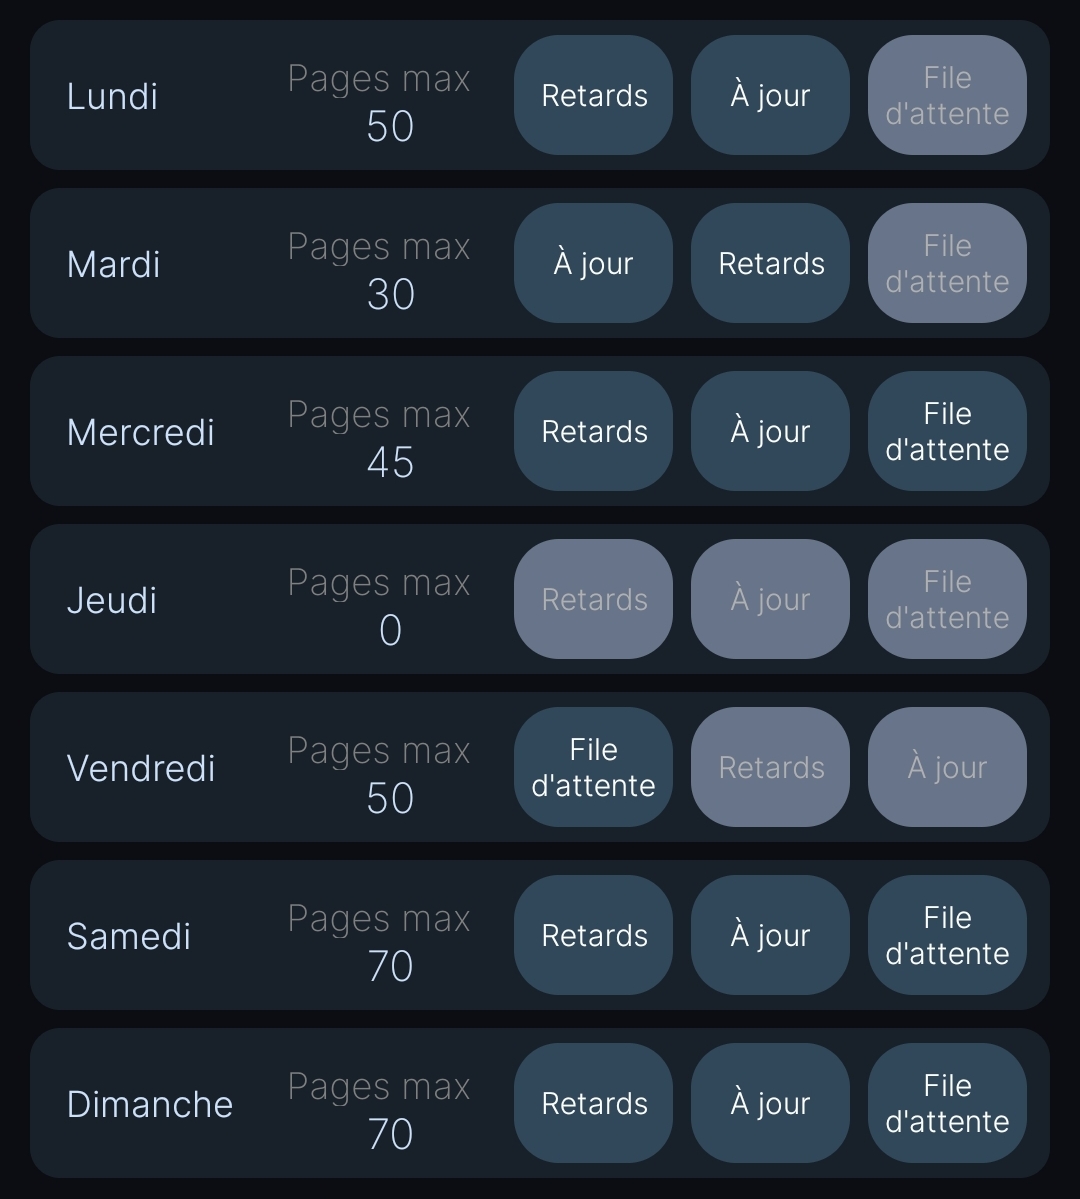 Lundi
Pages max
50
Retards
À jour
File
d'attente
Mardi
Pages max
30
À jour
Retards
File
d'attente
Mercredi
Pages max
45
Retards
À jour
File
d'attente
Jeudi
Pages max
0
Retards
À jour
File
d'attente
Vendredi
Pages max
50
File
d'attente
Retards
À jour
Samedi
Pages max
70
Retards
À jour
File
d'attente
Dimanche
Pages max
70
Retards
À jour
File
d'attente